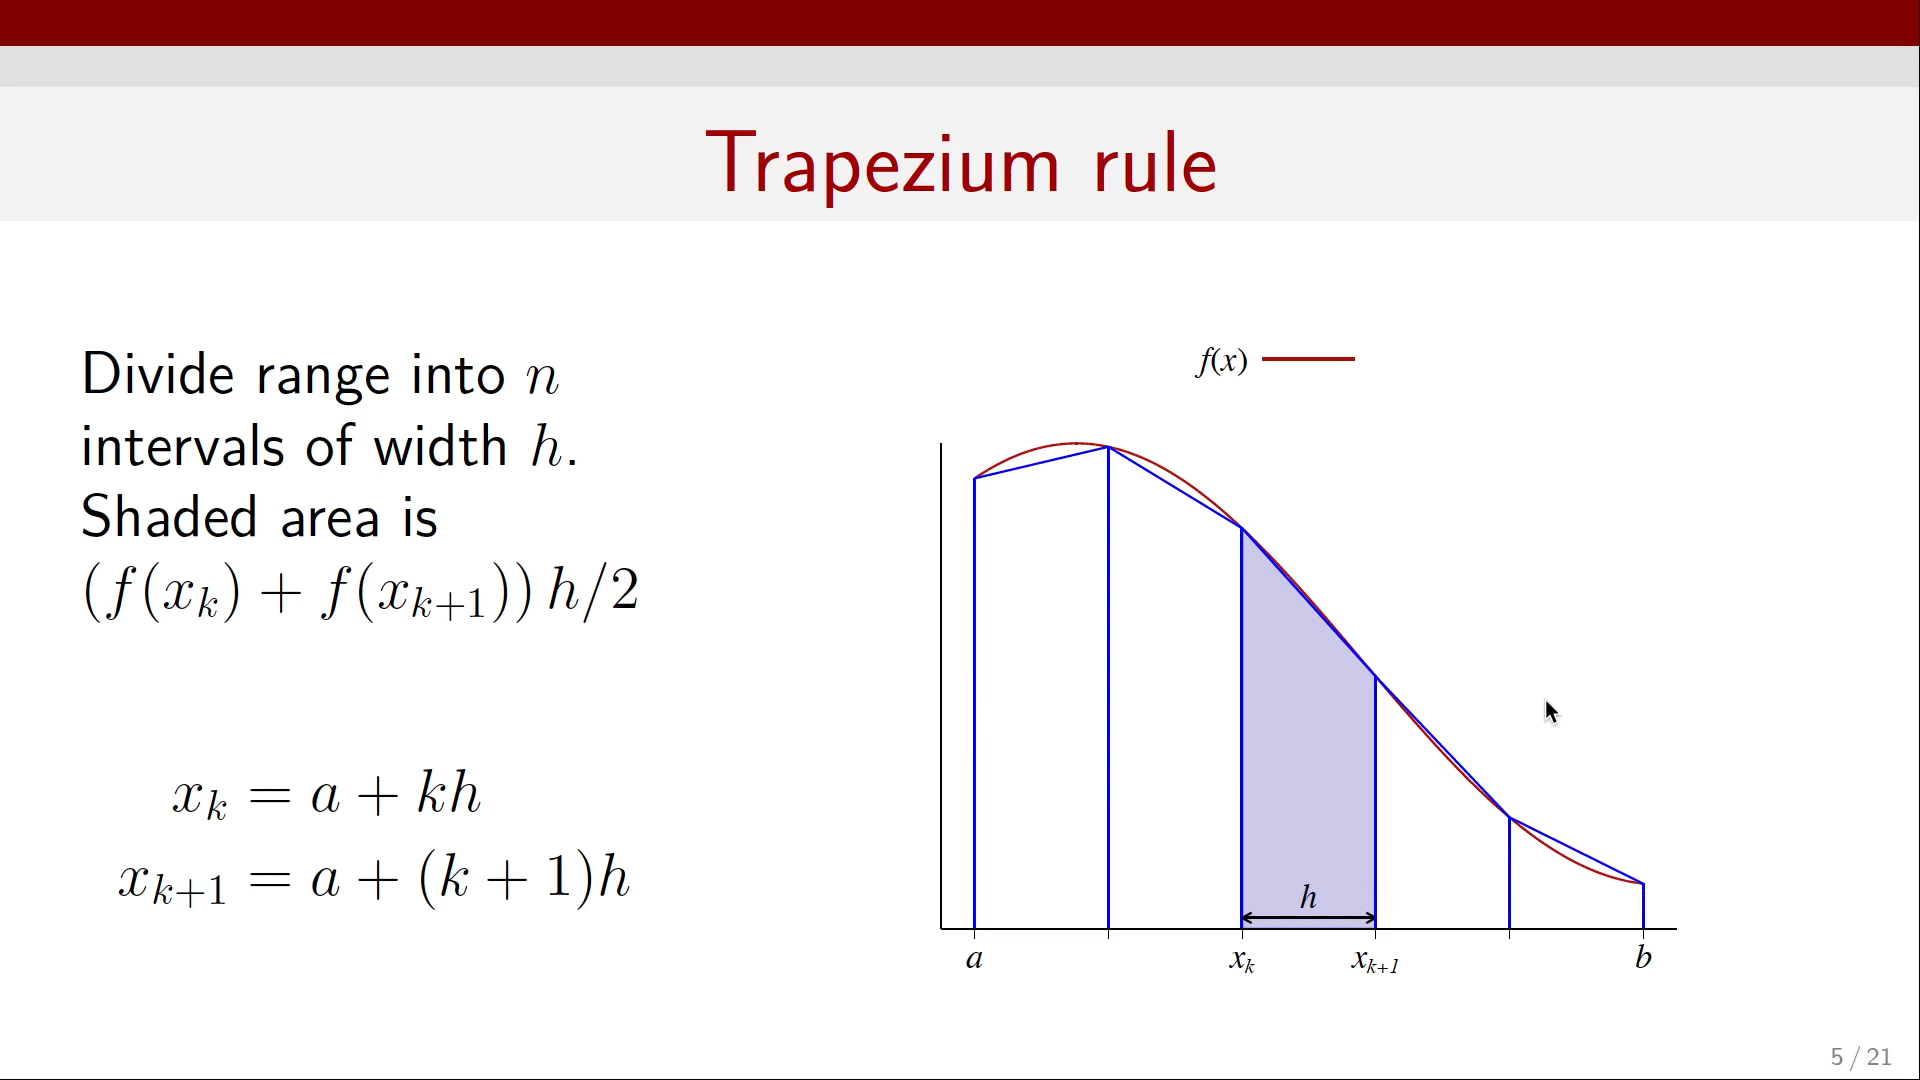 Trapezium rule
Divide range into n
intervals of width h.
Shaded area is
(f(x_k) + f(x_{k+1})) h/2
x_k = a + kh
x_{k+1} = a + (k + 1)h
f(x)
h
a
x_k
x_{k+1}
b
5 / 21